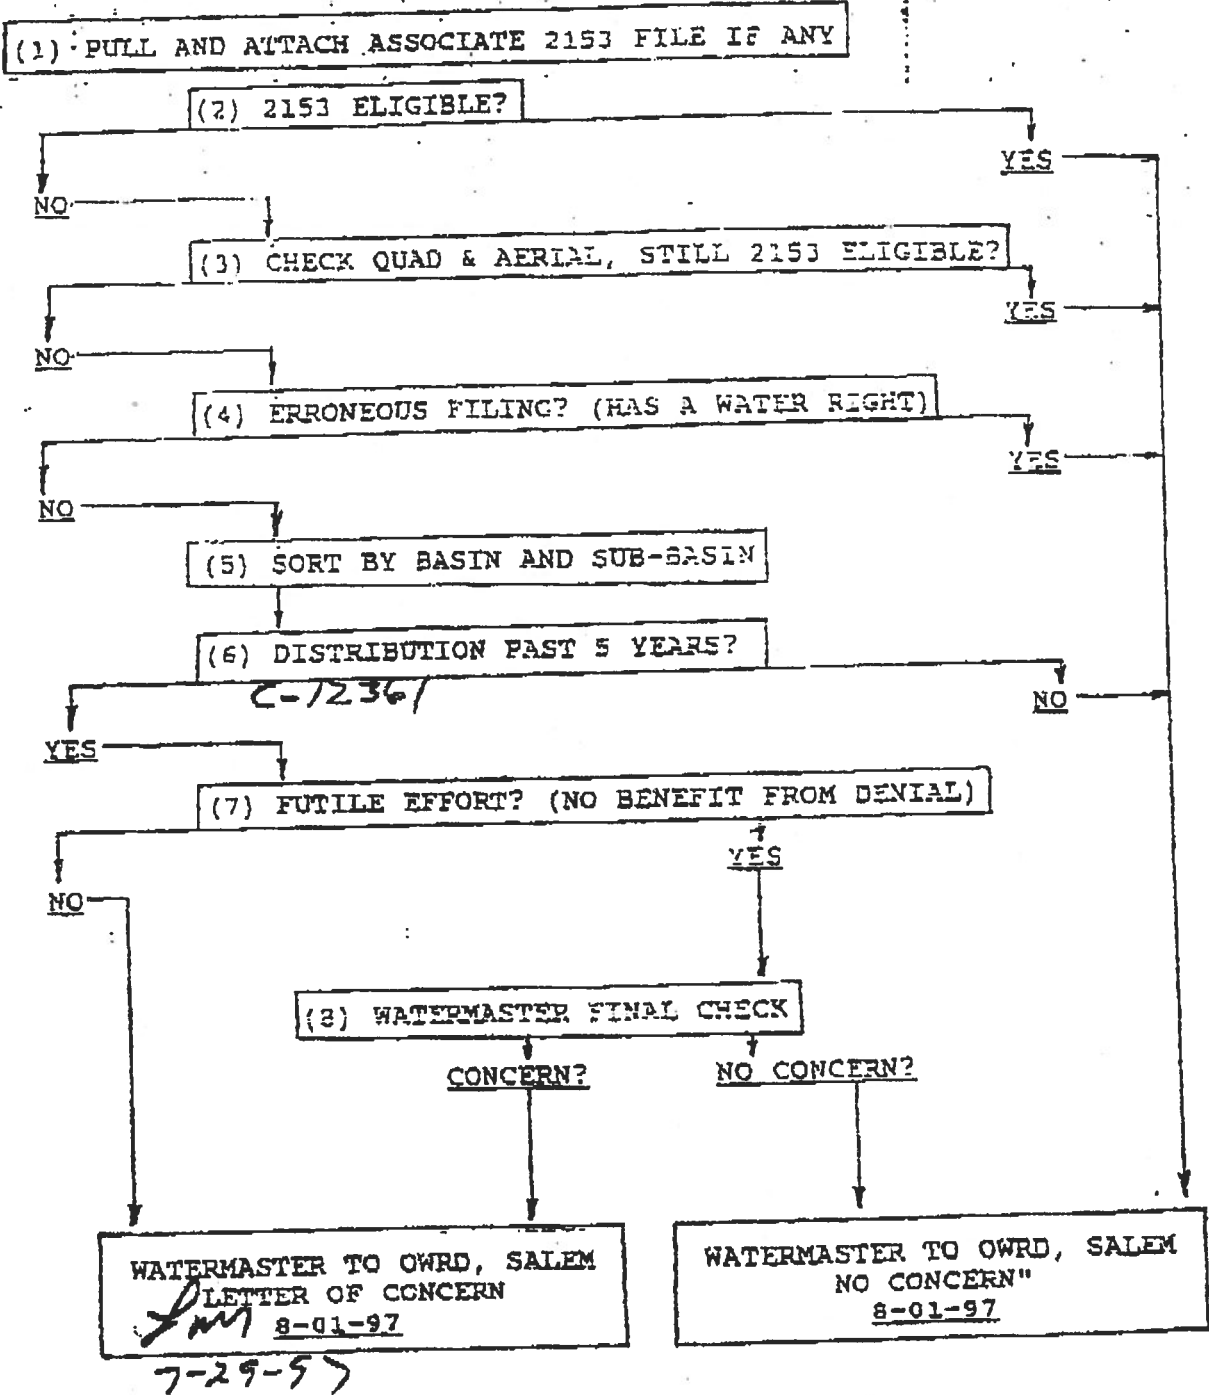 (1) PULL AND ATTACH ASSOCIATE 2153 FILE IF ANY
(2) 2153 ELIGIBLE?
YES
NO
(3) CHECK QUAD & AERIAL, STILL 2153 ELIGIBLE?
YES
NO
(4) ERRONEOUS FILING? (HAS A WATER RIGHT)
YES
NO
(5) SORT BY BASIN AND SUB-BASIN
(6) DISTRIBUTION PAST 5 YEARS?
C-12361
NO
YES
(7) FUTILE EFFORT? (NO BENEFIT FROM DENIAL)
YES
NO
(8) WATERMASTER FINAL CHECK
CONCERN?
NO CONCERN?
WATERMASTER TO OWRD, SALEM
LETTER OF CONCERN
8-01-97
WATERMASTER TO OWRD, SALEM
NO CONCERN"
8-01-97
7-29-97